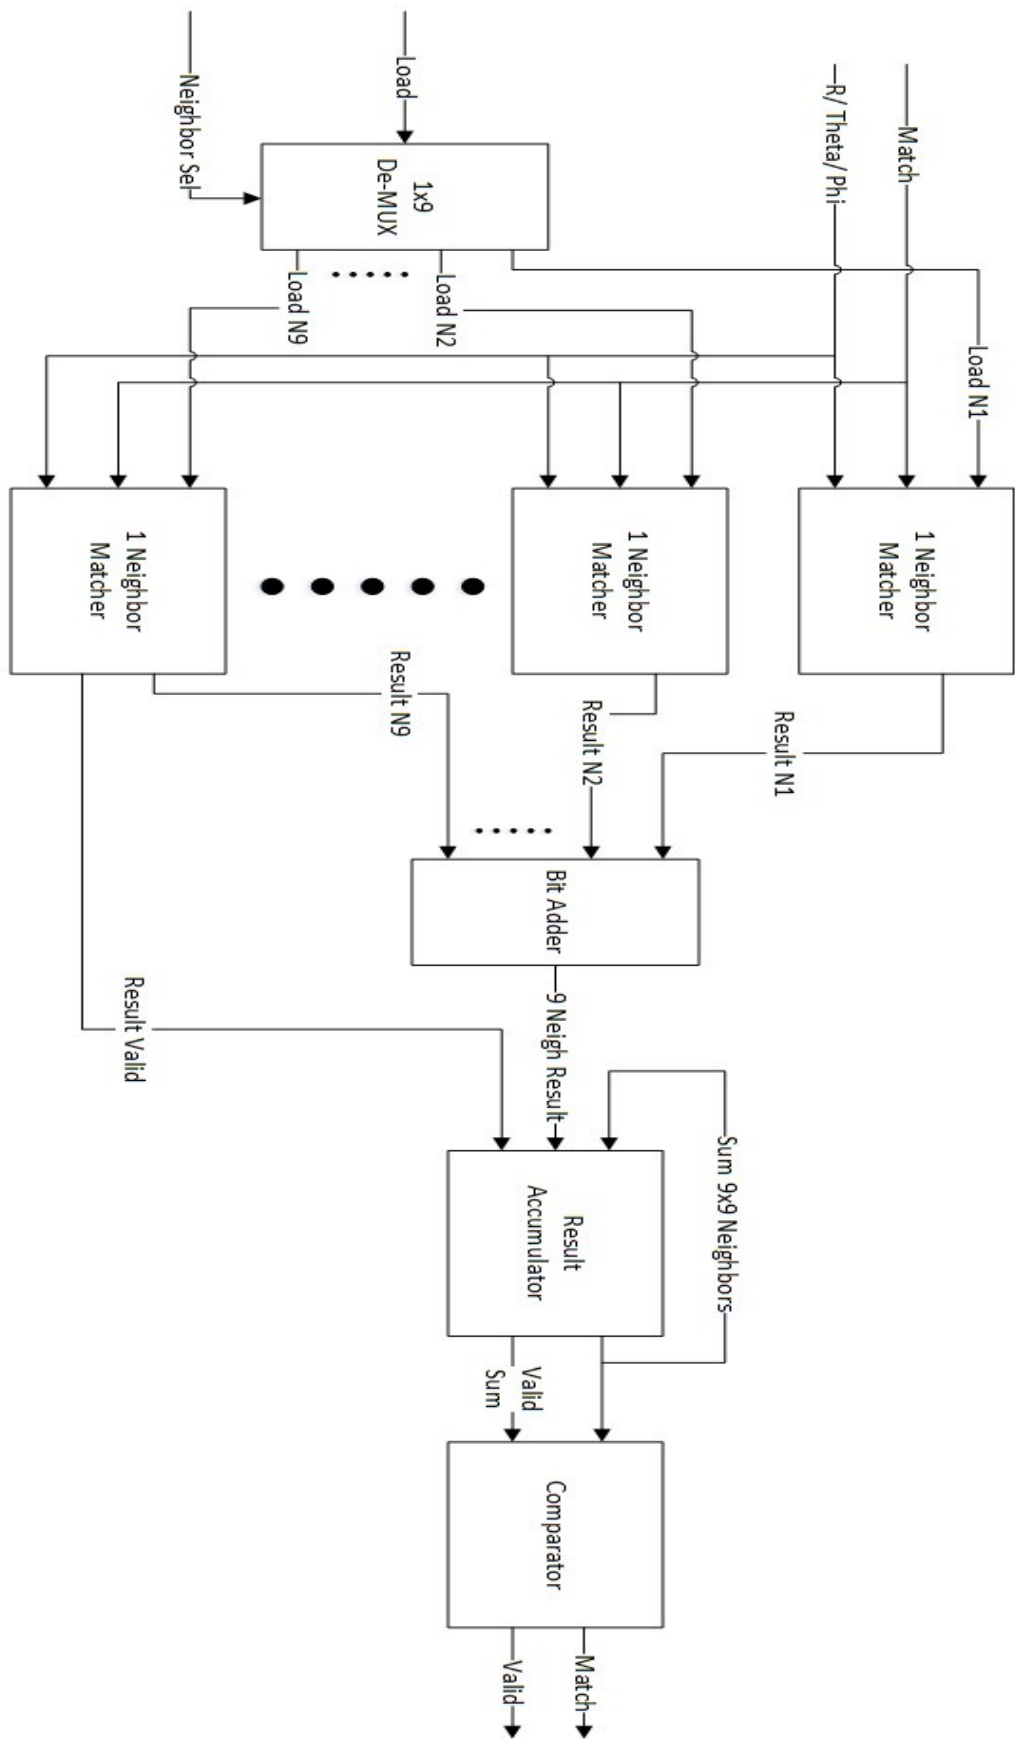 Match
R/ Theta/ Phi
Load
Neighbor Sel
1x9
De-MUX
Load N1
Load N2
Load N9
1 Neighbor
Matcher
1 Neighbor
Matcher
1 Neighbor
Matcher
Result N1
Result N2
Result N9
Result Valid
Bit Adder
9 Neigh Result
Sum 9x9 Neighbors
Result
Accumulator
Valid
Sum
Comparator
Match
Valid